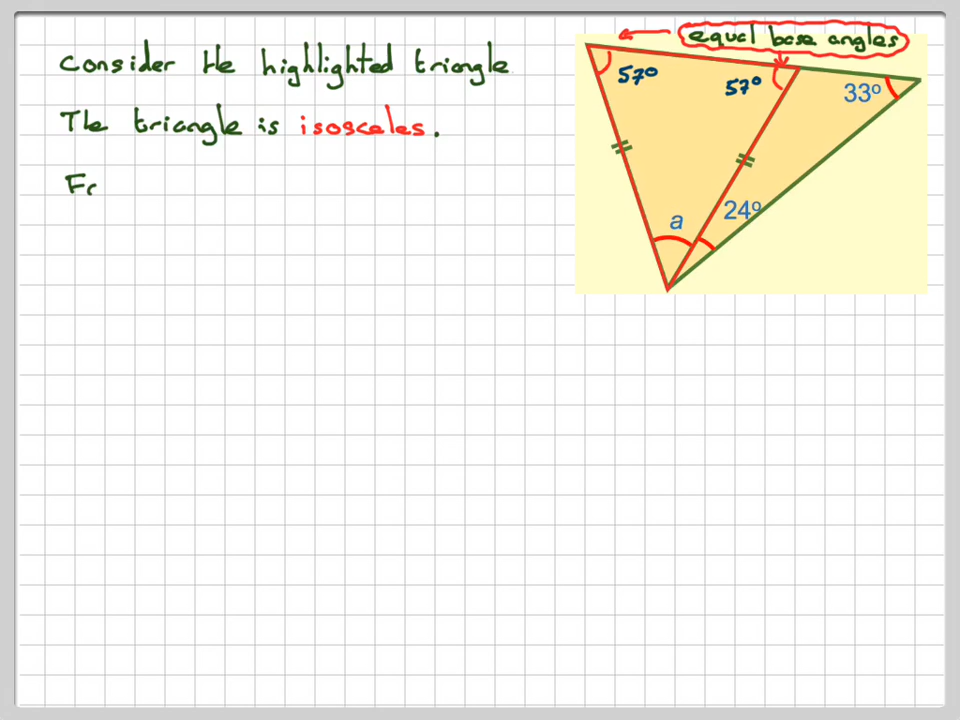 Consider the highlighted triangle
The triangle is isosceles.
Fr
equal base angles
57° 57° 33°
a 24°